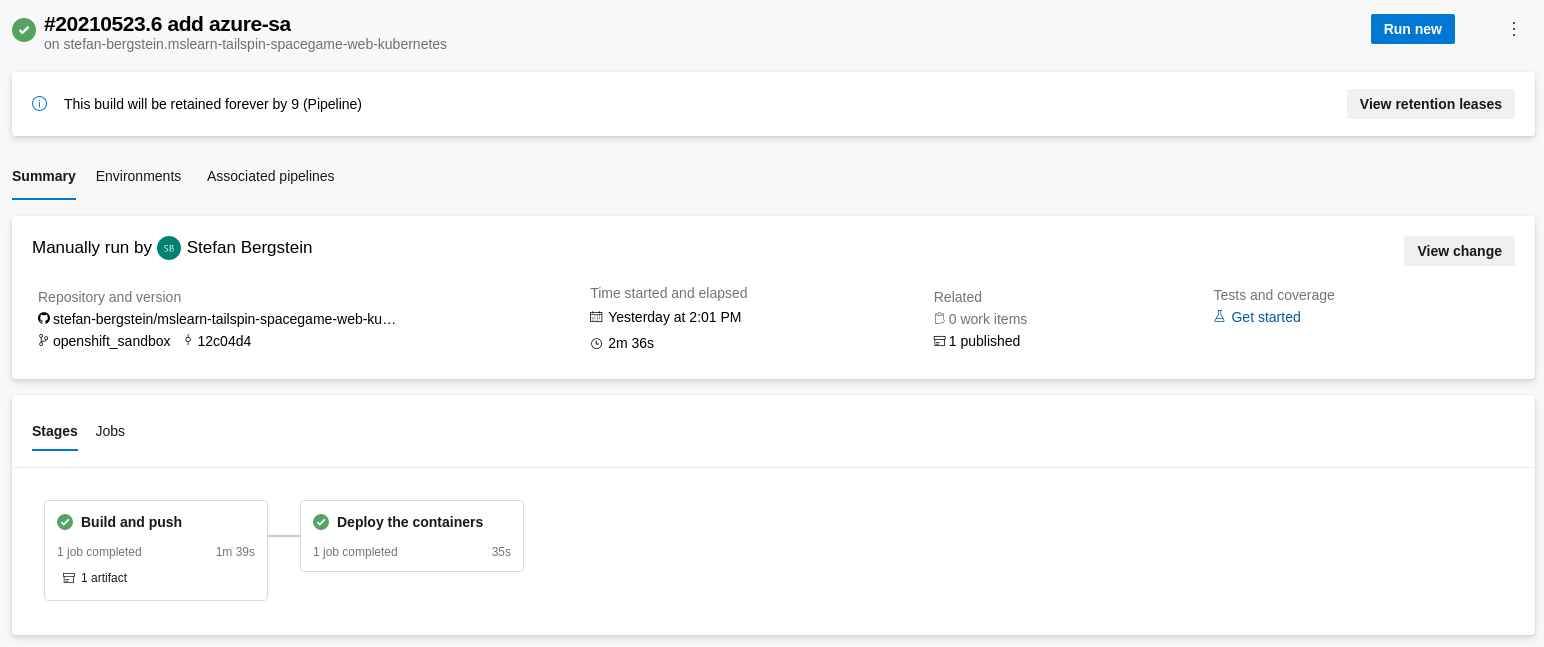 #20210523.6 add azure-sa
on stefan-bergstein.mslearn-tailspin-spacegame-web-kubernetes
Run new
This build will be retained forever by 9 (Pipeline)
View retention leases
Summary Environments Associated pipelines
Manually run by SB Stefan Bergstein
View change
Repository and version
stefan-bergstein/mslearn-tailspin-spacegame-web-ku…
openshift_sandbox 12c04d4
Time started and elapsed
Yesterday at 2:01 PM
2m 36s
Related
0 work items
1 published
Tests and coverage
Get started
Stages Jobs
Build and push
1 job completed 1m 39s
1 artifact
Deploy the containers
1 job completed 35s